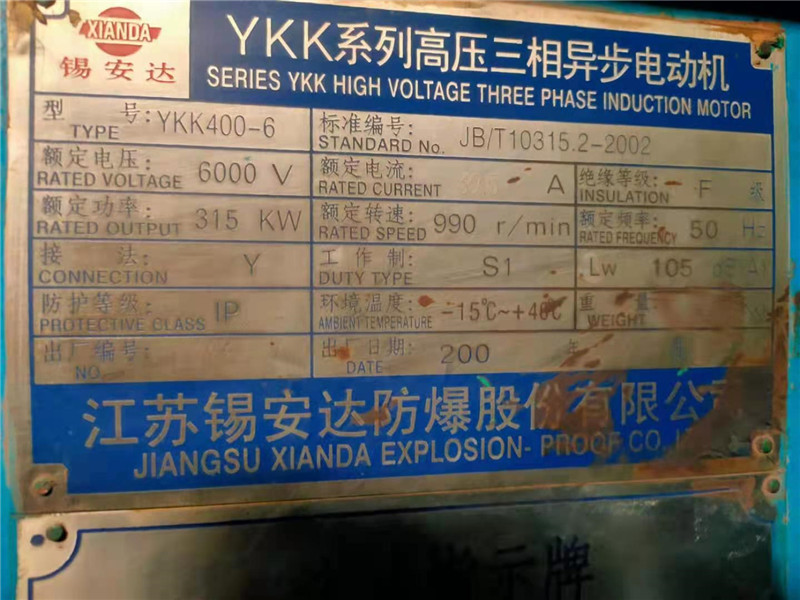 XIANDA
锡安达
YKK系列高压三相异步电动机
SERIES YKK HIGH VOLTAGE THREE PHASE INDUCTION MOTOR
型 号: YKK400-6 标准编号: JB/T10315.2-2002
TYPE STANDARD No.
额定电压: 6000 V 额定电流: A 绝缘等级: F 级
RATED VOLTAGE RATED CURRENT INSULATION
额定功率: 315 KW 额定转速: 990 r/min 额定频率: 50 Hz
RATED OUTPUT RATED SPEED RATED FREQUENCY
接 法: Y 工 作 制: S1 Lw 105
CONNECTION DUTY TYPE
防护等级: IP 环境温度: -15℃~+40℃ 重 量
PROTECTIVE CLASS AMBIENT TEMPERATURE WEIGHT
出厂编号: 出厂日期: 200 年
NO. DATE
江苏锡安达防爆股份有限公司
JIANGSU XIANDA EXPLOSION- PROOF CO.
示牌